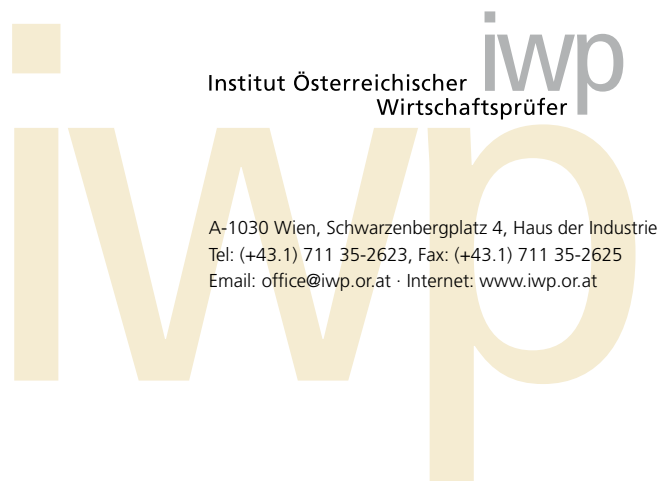 iwp
Institut Österreichischer
Wirtschaftsprüfer
iwp
A-1030 Wien, Schwarzenbergplatz 4, Haus der Industrie
Tel: (+43.1) 711 35-2623, Fax: (+43.1) 711 35-2625
Email: office@iwp.or.at · Internet: www.iwp.or.at